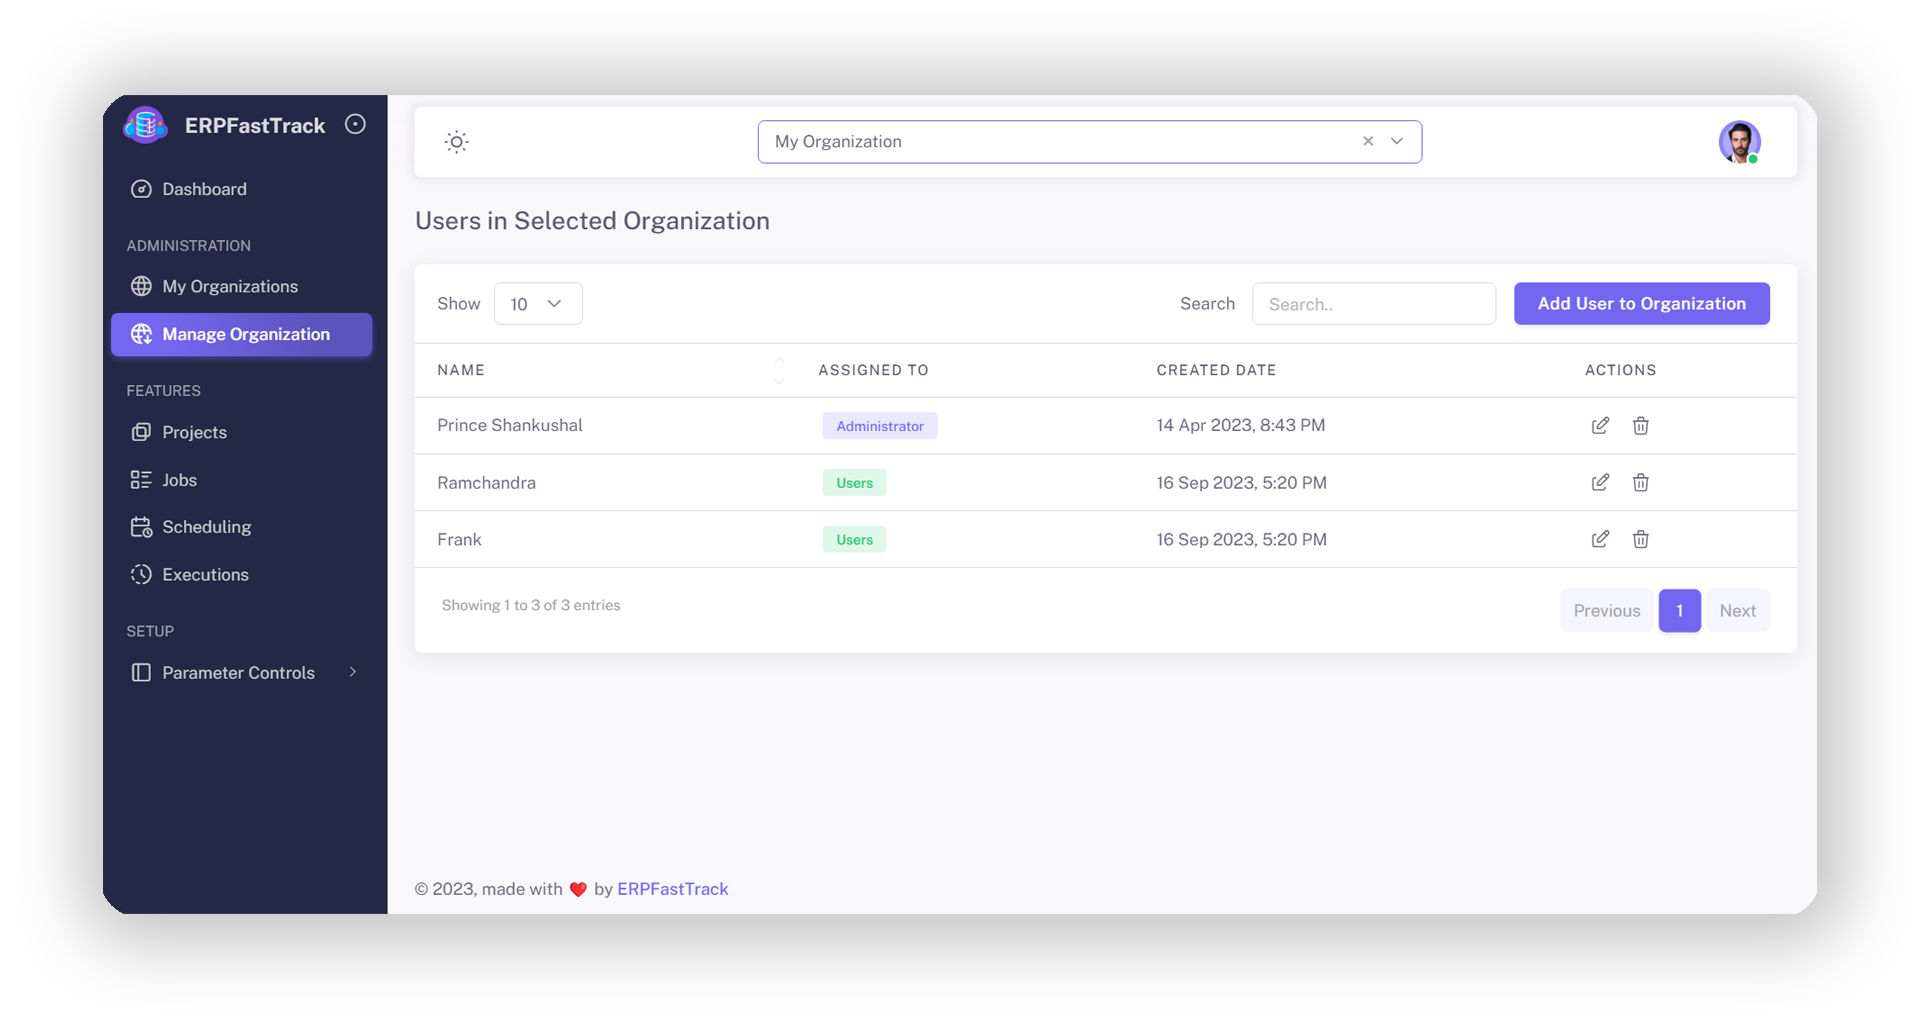 ERPFastTrack
Dashboard
ADMINISTRATION
My Organizations
Manage Organization
FEATURES
Projects
Jobs
Scheduling
Executions
SETUP
Parameter Controls
My Organization
Users in Selected Organization
Show 10 Search Search.. Add User to Organization
NAME ASSIGNED TO CREATED DATE ACTIONS
Prince Shankushal Administrator 14 Apr 2023, 8:43 PM
Ramchandra Users 16 Sep 2023, 5:20 PM
Frank Users 16 Sep 2023, 5:20 PM
Showing 1 to 3 of 3 entries Previous 1 Next
© 2023, made with ❤️ by ERPFastTrack